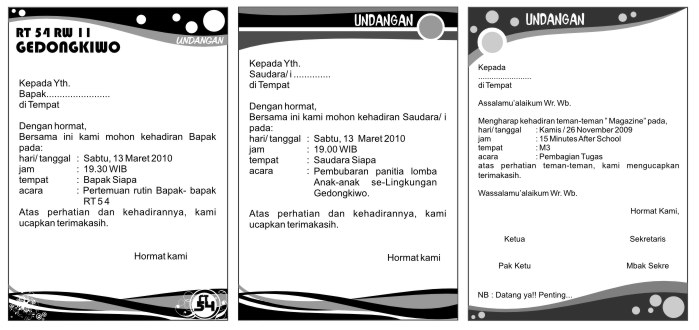 RT 54 RW 11
GEDONGKIWO
UNDANGAN
Kepada Yth.
Bapak........................
di Tempat
Dengan hormat,
Bersama ini kami mohon kehadiran Bapak
pada:
hari/ tanggal : Sabtu, 13 Maret 2010
jam : 19.30 WIB
tempat : Bapak Siapa
acara : Pertemuan rutin Bapak- bapak
RT 5 4
Atas perhatian dan kehadirannya, kami
ucapkan terimakasih.
Hormat kami
RT
54
UNDANGAN
Kepada Yth.
Saudara/ i ..............
di Tempat
Dengan hormat,
Bersama ini kami mohon kehadiran Saudara/ i
pada:
hari/ tanggal : Sabtu, 13 Maret 2010
jam : 19.00 WIB
tempat : Saudara Siapa
acara : Pembubaran panitia lomba
Anak-anak se-Lingkungan
Gedongkiwo.
Atas perhatian dan kehadirannya, kami
ucapkan terimakasih.
Hormat kami
UNDANGAN
Kepada
.........................
di Tempat
Assalamu'alaikum Wr. Wb.
Mengharap kehadiran teman-teman " Magazine" pada,
hari/ tanggal : Kamis / 26 November 2009
jam : 15 Minutes After School
tempat : M3
acara : Pembagian Tugas
atas perhatian teman-teman, kami mengucapkan
terimakasih.
Wassalamu'alaikum Wr. Wb.
Hormat Kami,
Ketua Sekretaris
Pak Ketu Mbak Sekre
NB : Datang ya!! Penting...